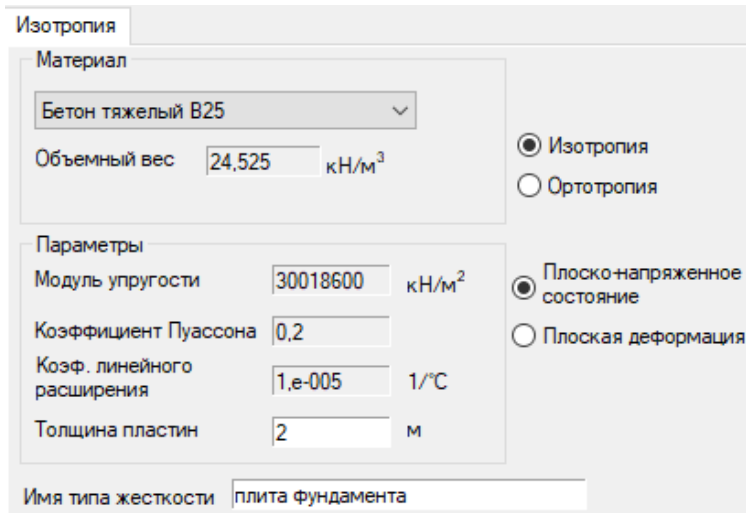 Изотропия
Материал
Бетон тяжелый B25
Объемный вес 24,525 кН/м³
Изотропия
Ортотропия
Параметры
Модуль упругости 30018600 кН/м²
Плоско-напряженное
состояние
Коэффициент Пуассона 0,2
Плоская деформация
Коэф. линейного
расширения 1,e-005 1/°C
Толщина пластин 2 м
Имя типа жесткости плита фундамента